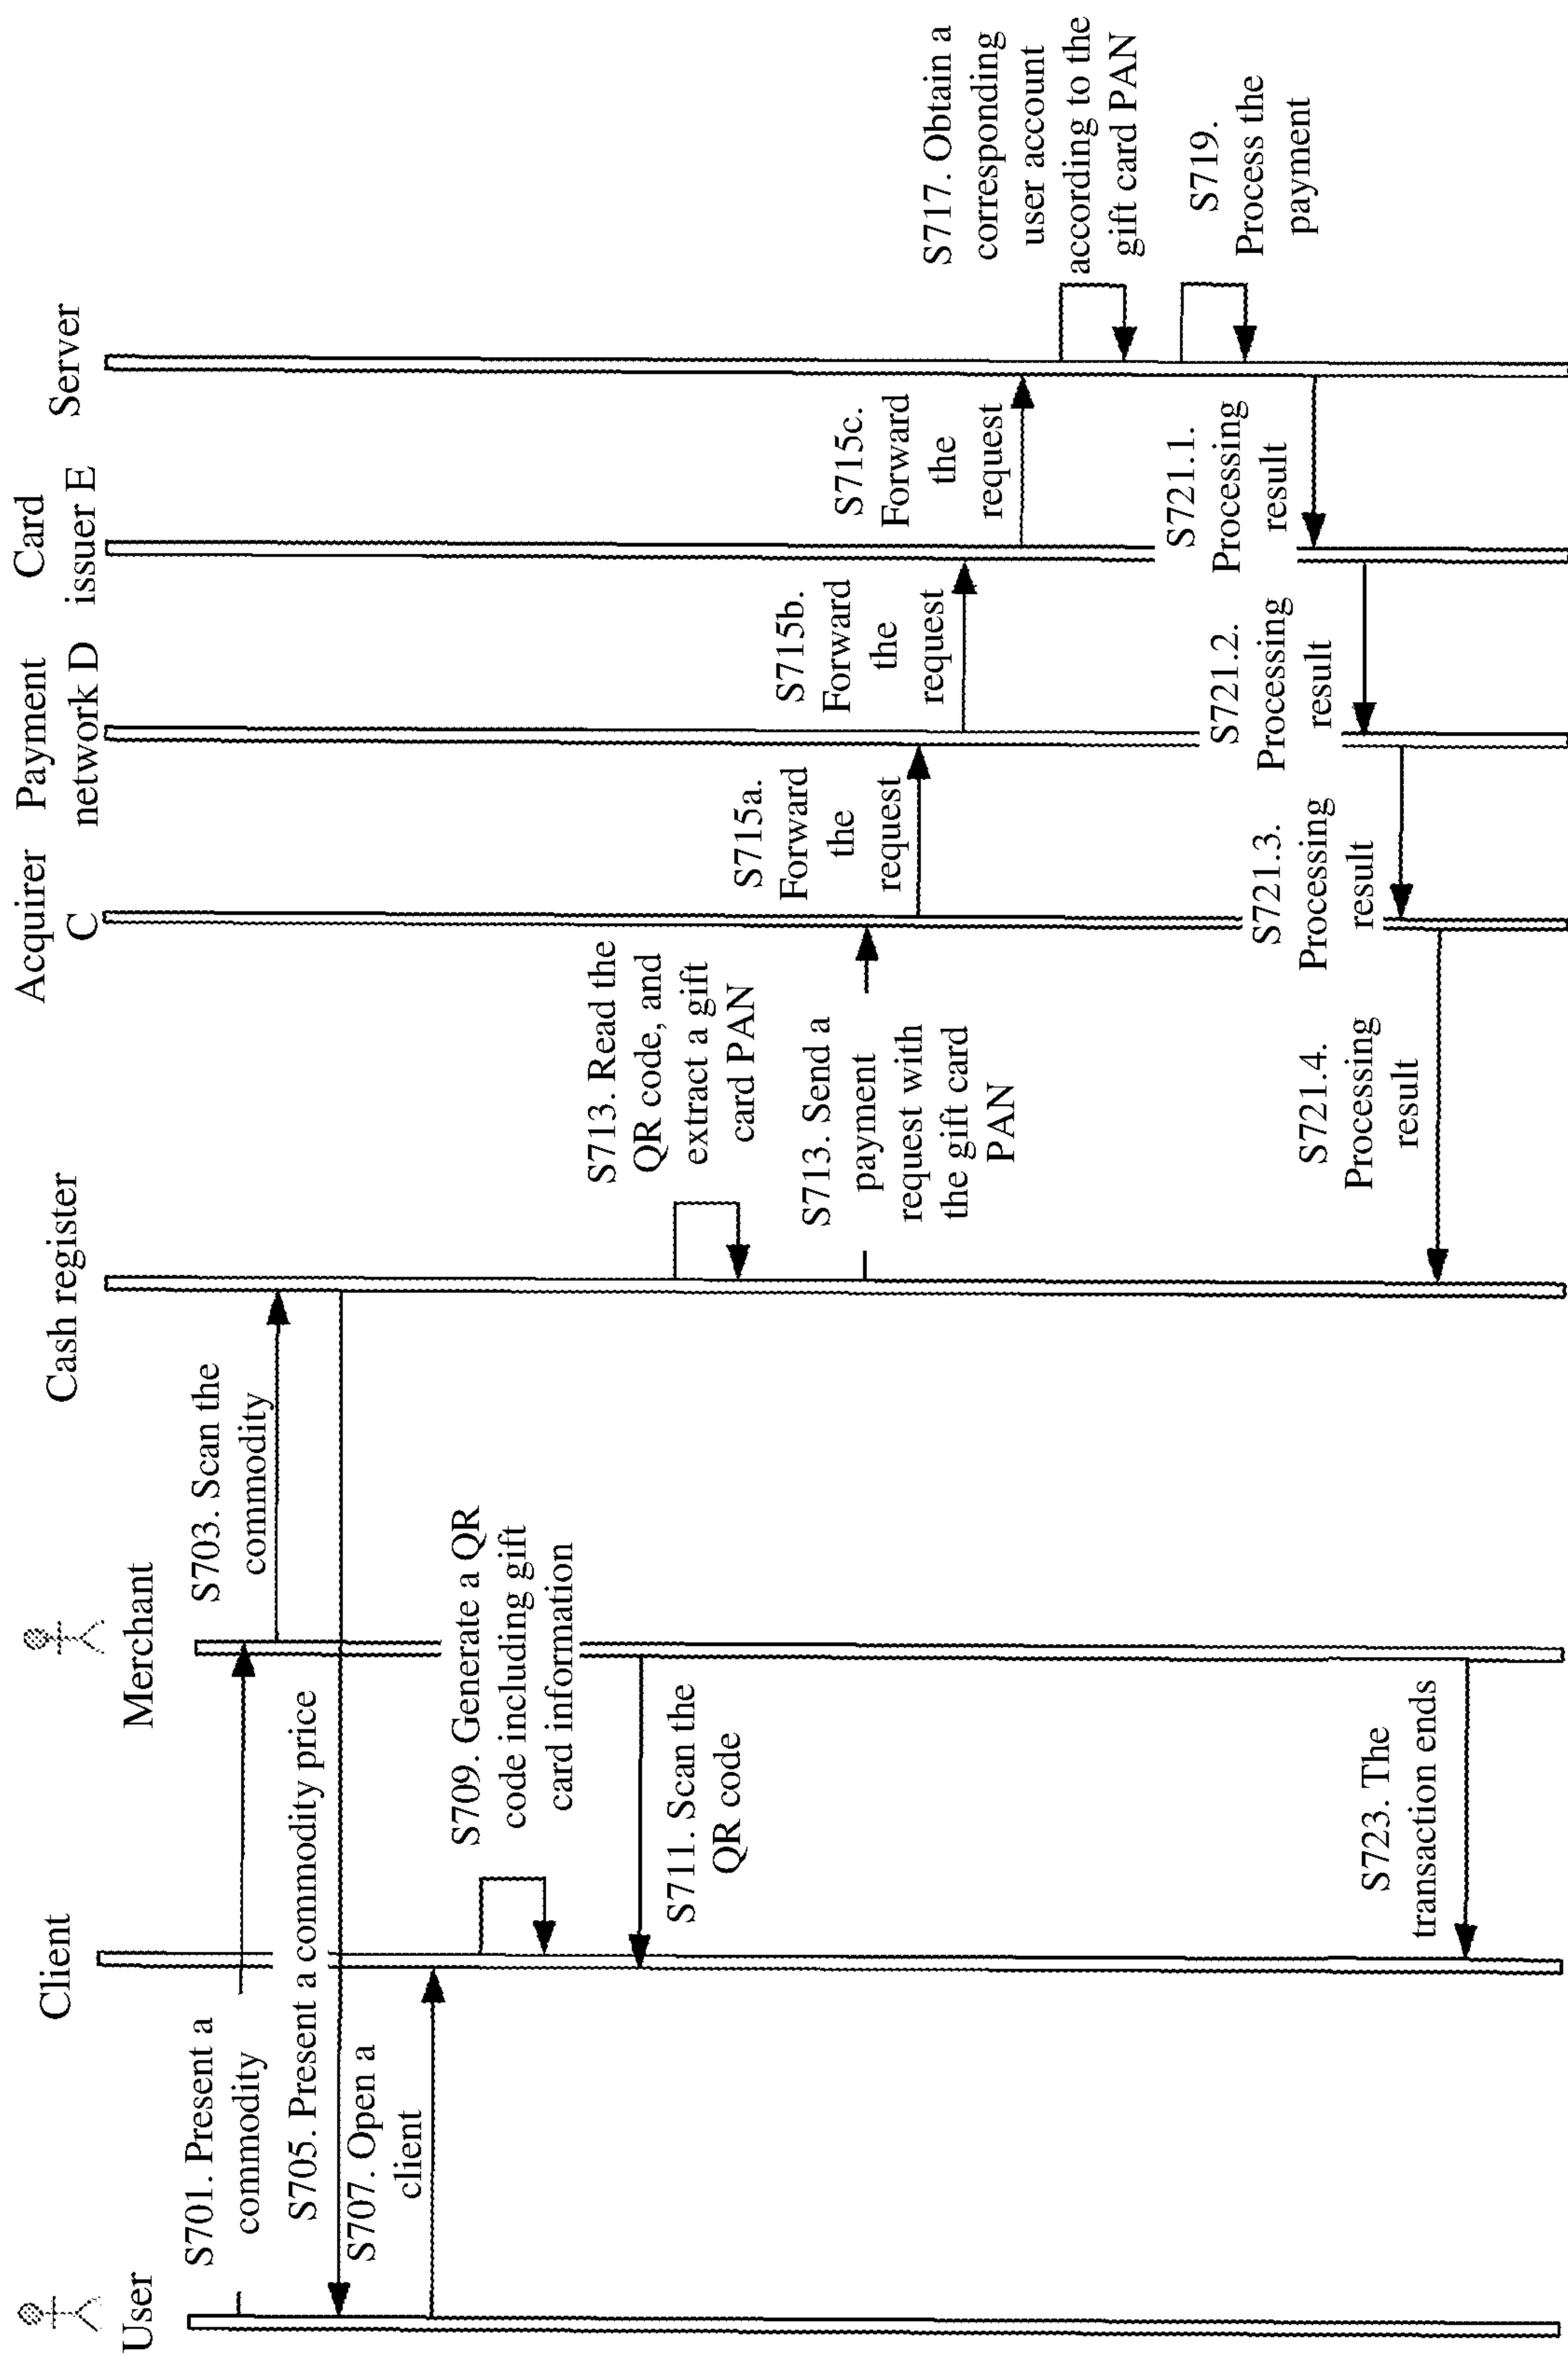 User
Client
Merchant
Cash register
Acquirer
C
Payment
network D
Card
issuer E
Server
S701. Present a
commodity
S703. Scan the
commodity
S705. Present a commodity price
S707. Open a
client
S709. Generate a QR
code including gift
card information
S711. Scan the
QR code
S713. Read the
QR code, and
extract a gift
card PAN
S713. Send a
payment
request with
the gift card
PAN
S715a.
Forward
the
request
S715b.
Forward
the
request
S715c.
Forward
the
request
S717. Obtain a
corresponding
user account
according to the
gift card PAN
S719.
Process the
payment
S721.1.
Processing
result
S721.2.
Processing
result
S721.3.
Processing
result
S721.4.
Processing
result
S723. The
transaction ends